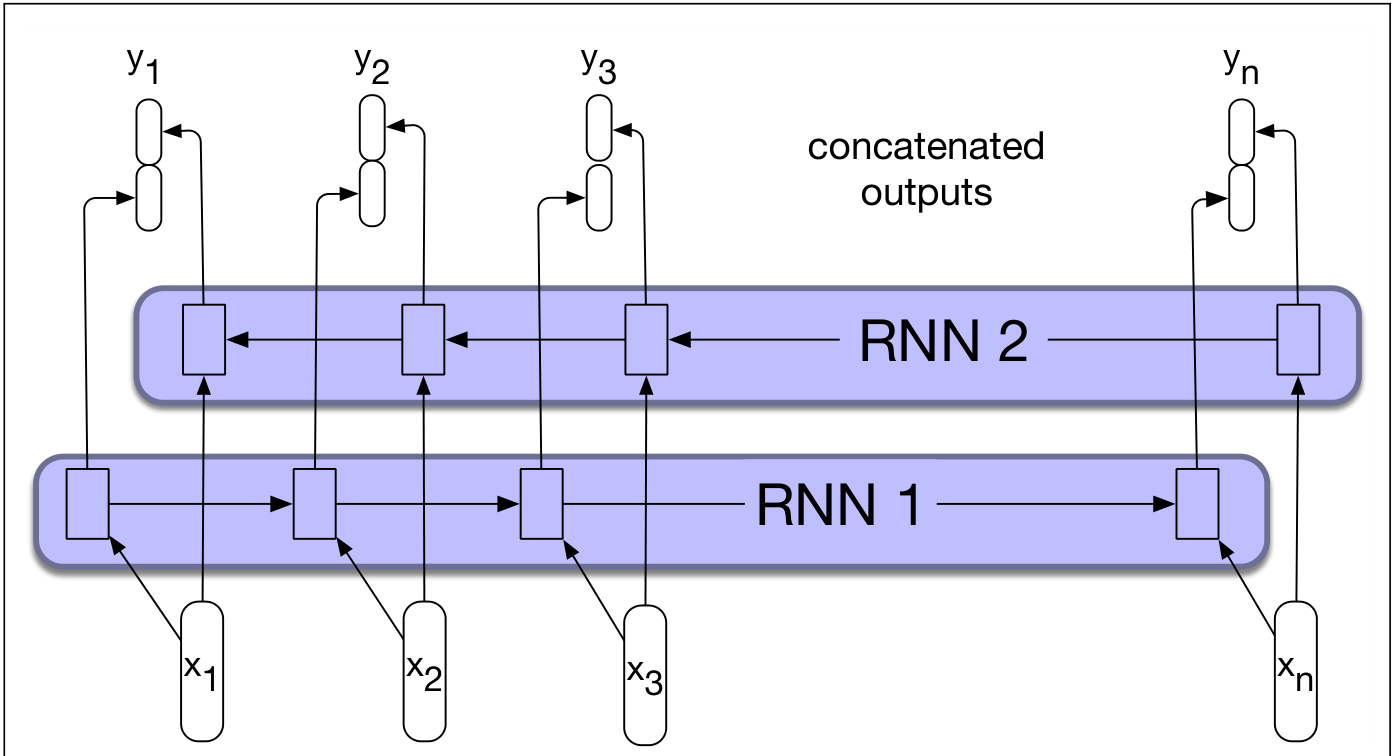 y1 y2 y3 yn
concatenated
outputs
RNN 2
RNN 1
x1 x2 x3 xn